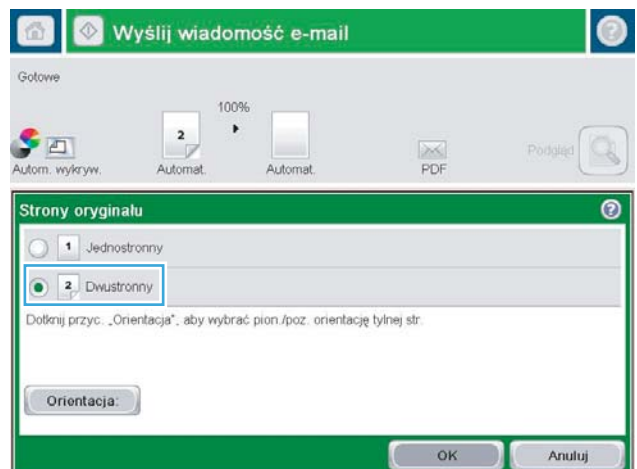 Wyślij wiadomość e-mail
Gotowe
100%
2
Autom. wykryw.
Automat.
Automat.
PDF
Podgląd
Strony oryginału
1 Jednostronny
2 Dwustronny
Dotknij przyc. „Orientacja”, aby wybrać pion./poz. orientację tylnej str.
Orientacja:
OK
Anuluj